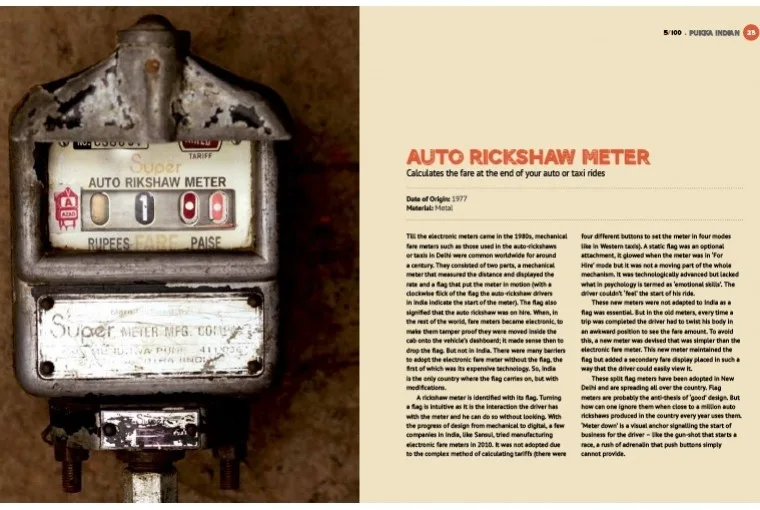 TARIFF
Super
AUTO RIKSHAW METER
0 1 0 0
RUPEES FARE PAISE
Super METER MFG. COMPANY
5/100 . PUKKA INDIAN 25
AUTO RICKSHAW METER
Calculates the fare at the end of your auto or taxi rides
Date of Origin: 1977
Material: Metal
Till the electronic meters came in the 1980s, mechanical
fare meters such as those used in the auto-rickshaws
or taxis in Delhi were common worldwide for around
a century. They consisted of two parts, a mechanical
meter that measured the distance and displayed the
rate and a flag that put the meter in motion (with a
clockwise flick of the flag the auto-rickshaw drivers
in India indicate the start of the meter). The flag also
signified that the auto rickshaw was on hire. When, in
the rest of the world, fare meters became electronic, to
make them tamper proof they were moved inside the
cab onto the vehicle's dashboard; it made sense then to
drop the flag. But not in India. There were many barriers
to adopt the electronic fare meter without the flag, the
first of which was its expensive technology. So, India
is the only country where the flag carries on, but with
modifications.
A rickshaw meter is identified with its flag. Turning
a flag is intuitive as it is the interaction the driver has
with the meter and he can do so without looking. With
the progress of design from mechanical to digital, a few
companies in India, like Sansui, tried manufacturing
electronic fare meters in 2010. It was not adopted due
to the complex method of calculating tariffs (there were
four different buttons to set the meter in four modes
like in Western taxis). A static flag was an optional
attachment, it glowed when the meter was in 'For
Hire' mode but it was not a moving part of the whole
mechanism. It was technologically advanced but lacked
what in psychology is termed as 'emotional skills'. The
driver couldn't 'feel' the start of his ride.
These new meters were not adapted to India as a
flag was essential. But in the old meters, every time a
trip was completed the driver had to twist his body in
an awkward position to see the fare amount. To avoid
this, a new meter was devised that was simpler than the
electronic fare meter. This new meter maintained the
flag but added a secondary fare display placed in such a
way that the driver could easily view it.
These split flag meters have been adopted in New
Delhi and are spreading all over the country. Flag
meters are probably the anti-thesis of 'good' design. But
how can one ignore them when close to a million auto
rickshaws produced in the country every year uses them.
'Meter down' is a visual anchor signalling the start of
business for the driver – like the gun-shot that starts a
race, a rush of adrenalin that push buttons simply
cannot provide.